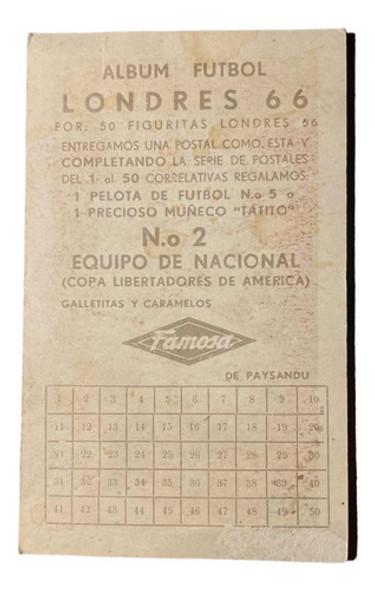 ALBUM FUTBOL
LONDRES 66
POR: 50 FIGURITAS LONDRES 66
ENTREGAMOS UNA POSTAL COMO ESTA Y
COMPLETANDO LA SERIE DE POSTALES
DEL 1 al 50 CORRELATIVAS REGALAMOS:
1 PELOTA DE FUTBOL N.o 5 o
1 PRECIOSO MUÑECO "TATITO"
N.o 2
EQUIPO DE NACIONAL
(COPA LIBERTADORES DE AMERICA)
GALLETITAS Y CARAMELOS
Famosa
DE PAYSANDU
1 2 3 4 5 6 7 8 9 10
11 12 13 14 15 16 17 18 19 20
22 23 24 25 26 27 28 29 30
31 32 33 34 35 36 37 38 39 40
41 42 43 44 45 46 47 48 49 50